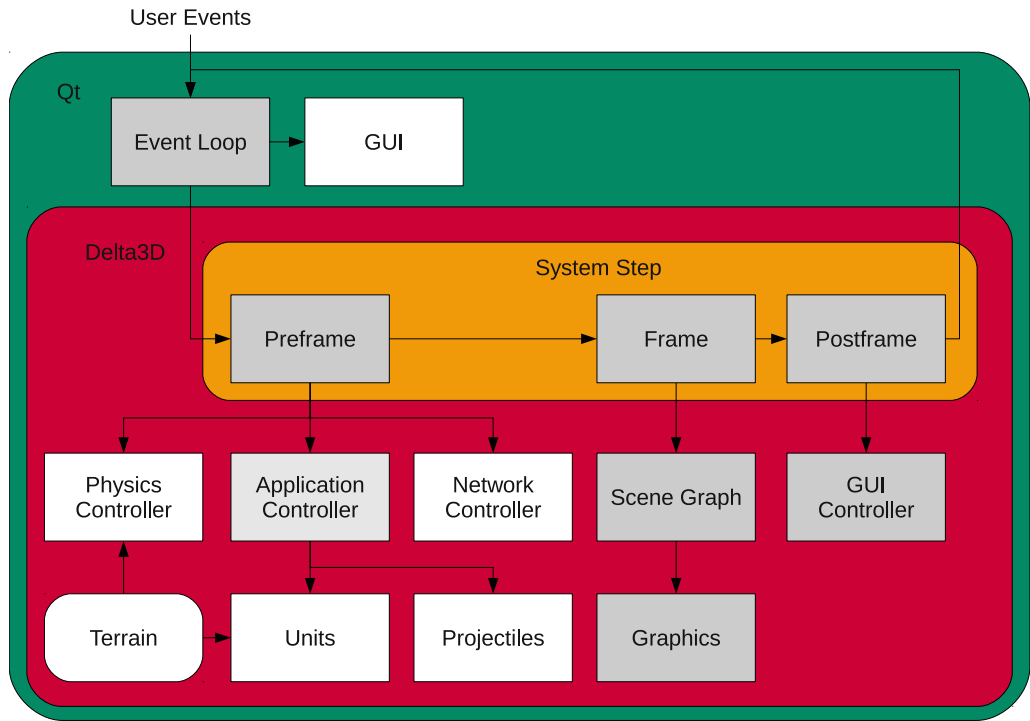 User Events
Qt
Event Loop
GUI
Delta3D
System Step
Preframe
Frame
Postframe
Physics
Controller
Application
Controller
Network
Controller
Scene Graph
GUI
Controller
Terrain
Units
Projectiles
Graphics